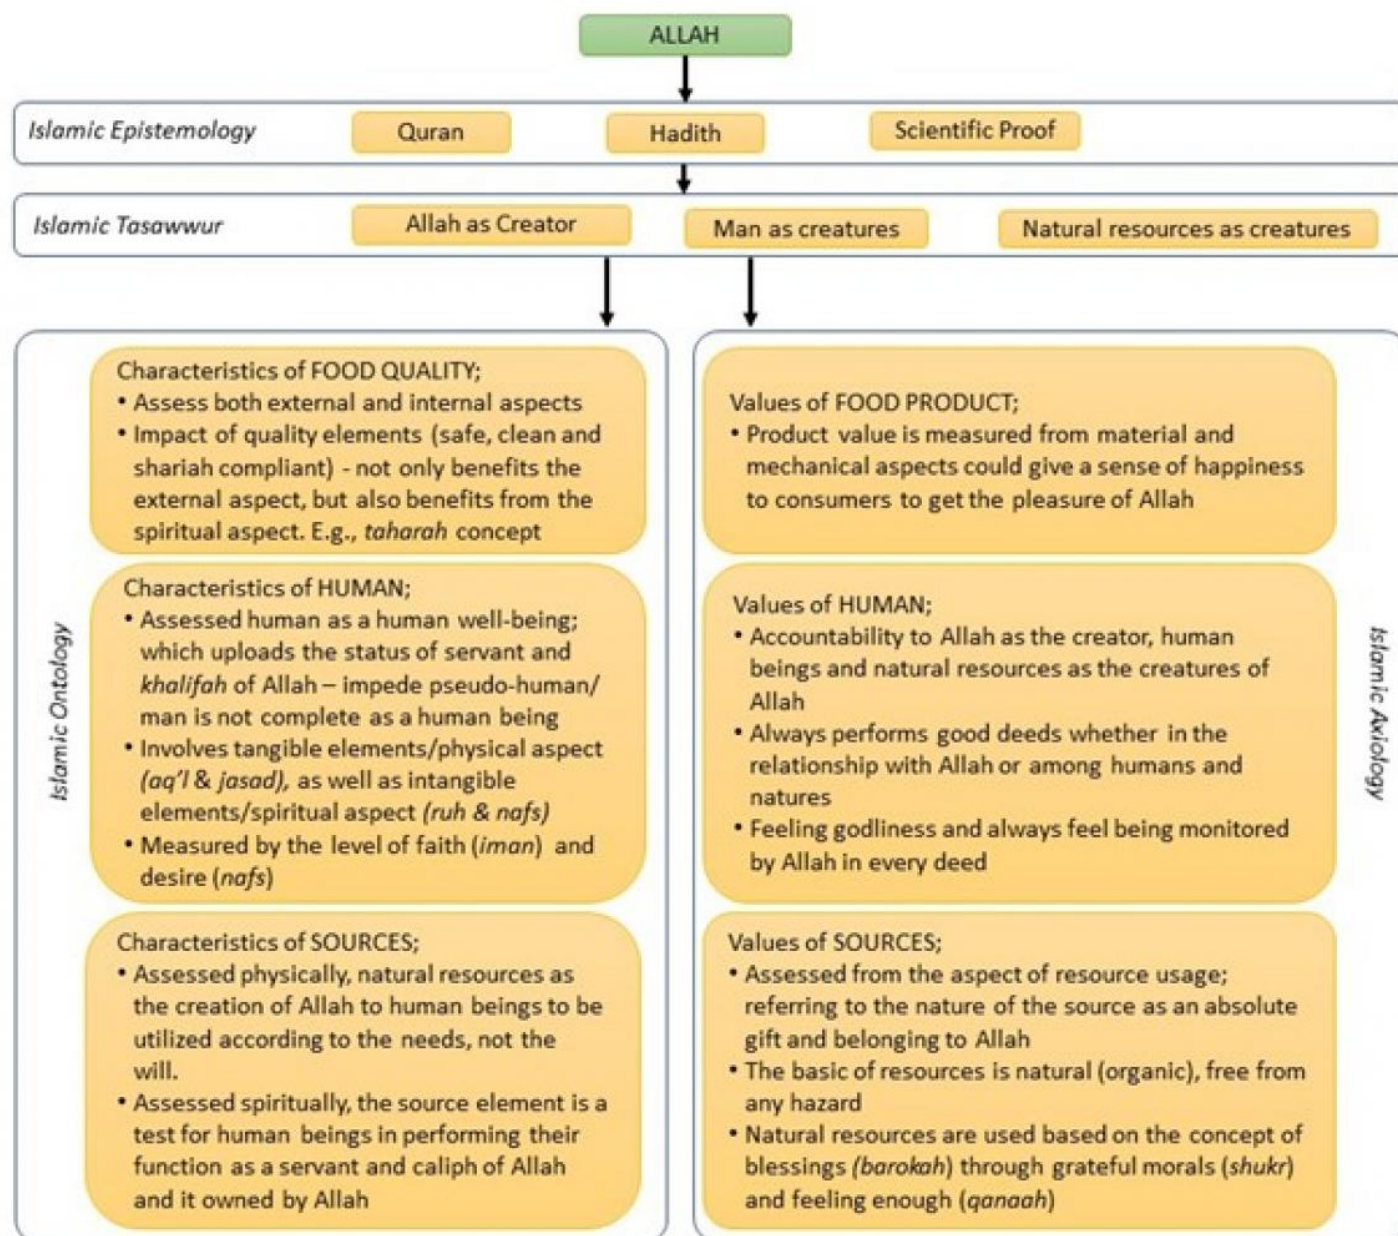 ALLAH
Islamic Epistemology
Quran
Hadith
Scientific Proof
Islamic Tasawwur
Allah as Creator
Man as creatures
Natural resources as creatures
Islamic Ontology
Characteristics of FOOD QUALITY;
• Assess both external and internal aspects
• Impact of quality elements (safe, clean and
shariah compliant) - not only benefits the
external aspect, but also benefits from the
spiritual aspect. E.g., taharah concept
Characteristics of HUMAN;
• Assessed human as a human well-being;
which uploads the status of servant and
khalifah of Allah – impede pseudo-human/
man is not complete as a human being
• Involves tangible elements/physical aspect
(aq'l & jasad), as well as intangible
elements/spiritual aspect (ruh & nafs)
• Measured by the level of faith (iman) and
desire (nafs)
Characteristics of SOURCES;
• Assessed physically, natural resources as
the creation of Allah to human beings to be
utilized according to the needs, not the
will.
• Assessed spiritually, the source element is a
test for human beings in performing their
function as a servant and caliph of Allah
and it owned by Allah
Values of FOOD PRODUCT;
• Product value is measured from material and
mechanical aspects could give a sense of happiness
to consumers to get the pleasure of Allah
Values of HUMAN;
• Accountability to Allah as the creator, human
beings and natural resources as the creatures of
Allah
• Always performs good deeds whether in the
relationship with Allah or among humans and
natures
• Feeling godliness and always feel being monitored
by Allah in every deed
Values of SOURCES;
• Assessed from the aspect of resource usage;
referring to the nature of the source as an absolute
gift and belonging to Allah
• The basic of resources is natural (organic), free from
any hazard
• Natural resources are used based on the concept of
blessings (barokah) through grateful morals (shukr)
and feeling enough (qanaah)
Islamic Axiology